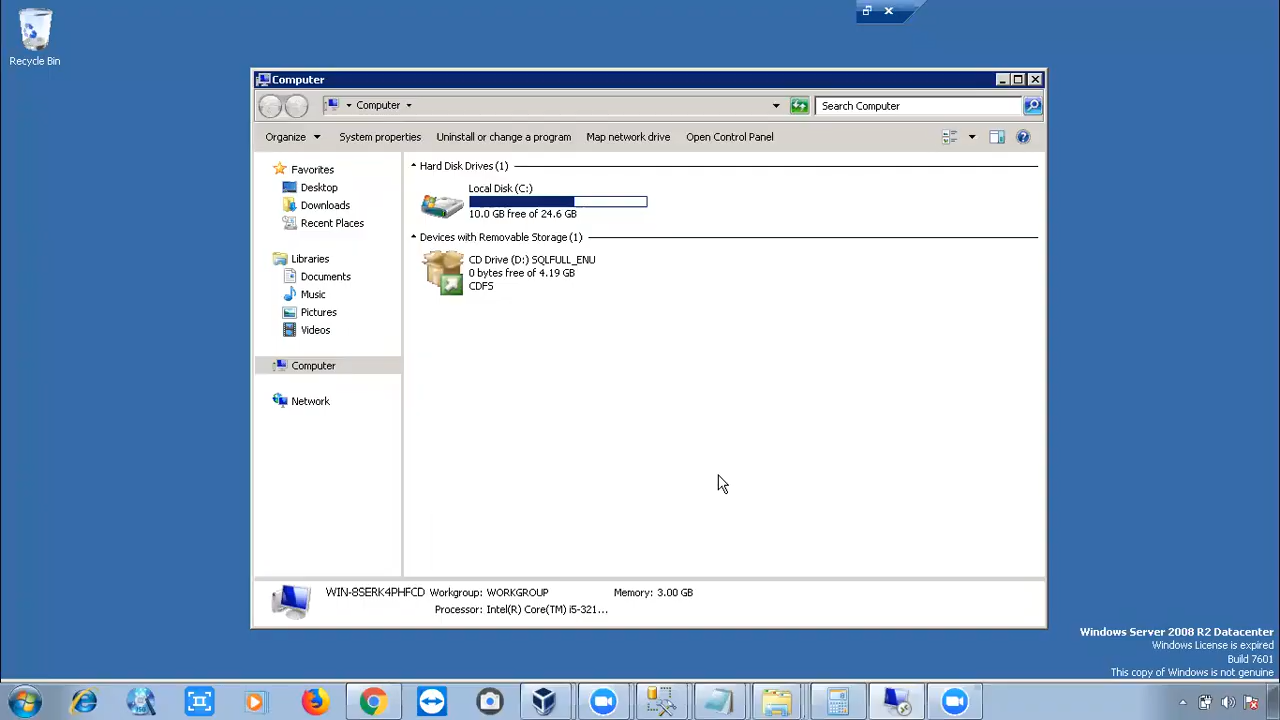 Recycle Bin
Computer
Computer
Search Computer
Organize
System properties
Uninstall or change a program
Map network drive
Open Control Panel
Favorites
Desktop
Downloads
Recent Places
Libraries
Documents
Music
Pictures
Videos
Computer
Network
Hard Disk Drives (1)
Local Disk (C:)
10.0 GB free of 24.6 GB
Devices with Removable Storage (1)
CD Drive (D:) SQLFULL_ENU
0 bytes free of 4.19 GB
CDFS
WIN-8SERK4PHFCD Workgroup: WORKGROUP Memory: 3.00 GB
Processor: Intel(R) Core(TM) i5-321...
Windows Server 2008 R2 Datacenter
Windows License is expired
Build 7601
This copy of Windows is not genuine